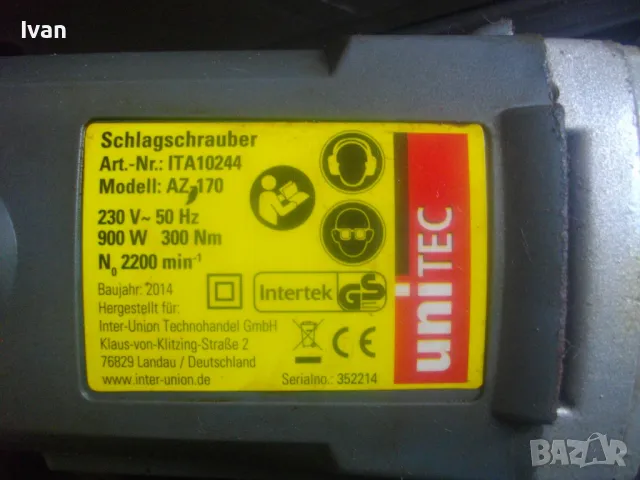 Ivan
Schlagschrauber
Art.-Nr.: ITA10244
Modell: AZ 170
230 V~ 50 Hz
900 W 300 Nm
N₀ 2200 min⁻¹
Baujahr: 2014
Hergestellt für:
Inter-Union Technohandel GmbH
Klaus-von-Klitzing-Straße 2
76829 Landau / Deutschland
www.inter-union.de
Intertek GS
CE
Serialno.: 352214
uniTEC
BAZAR